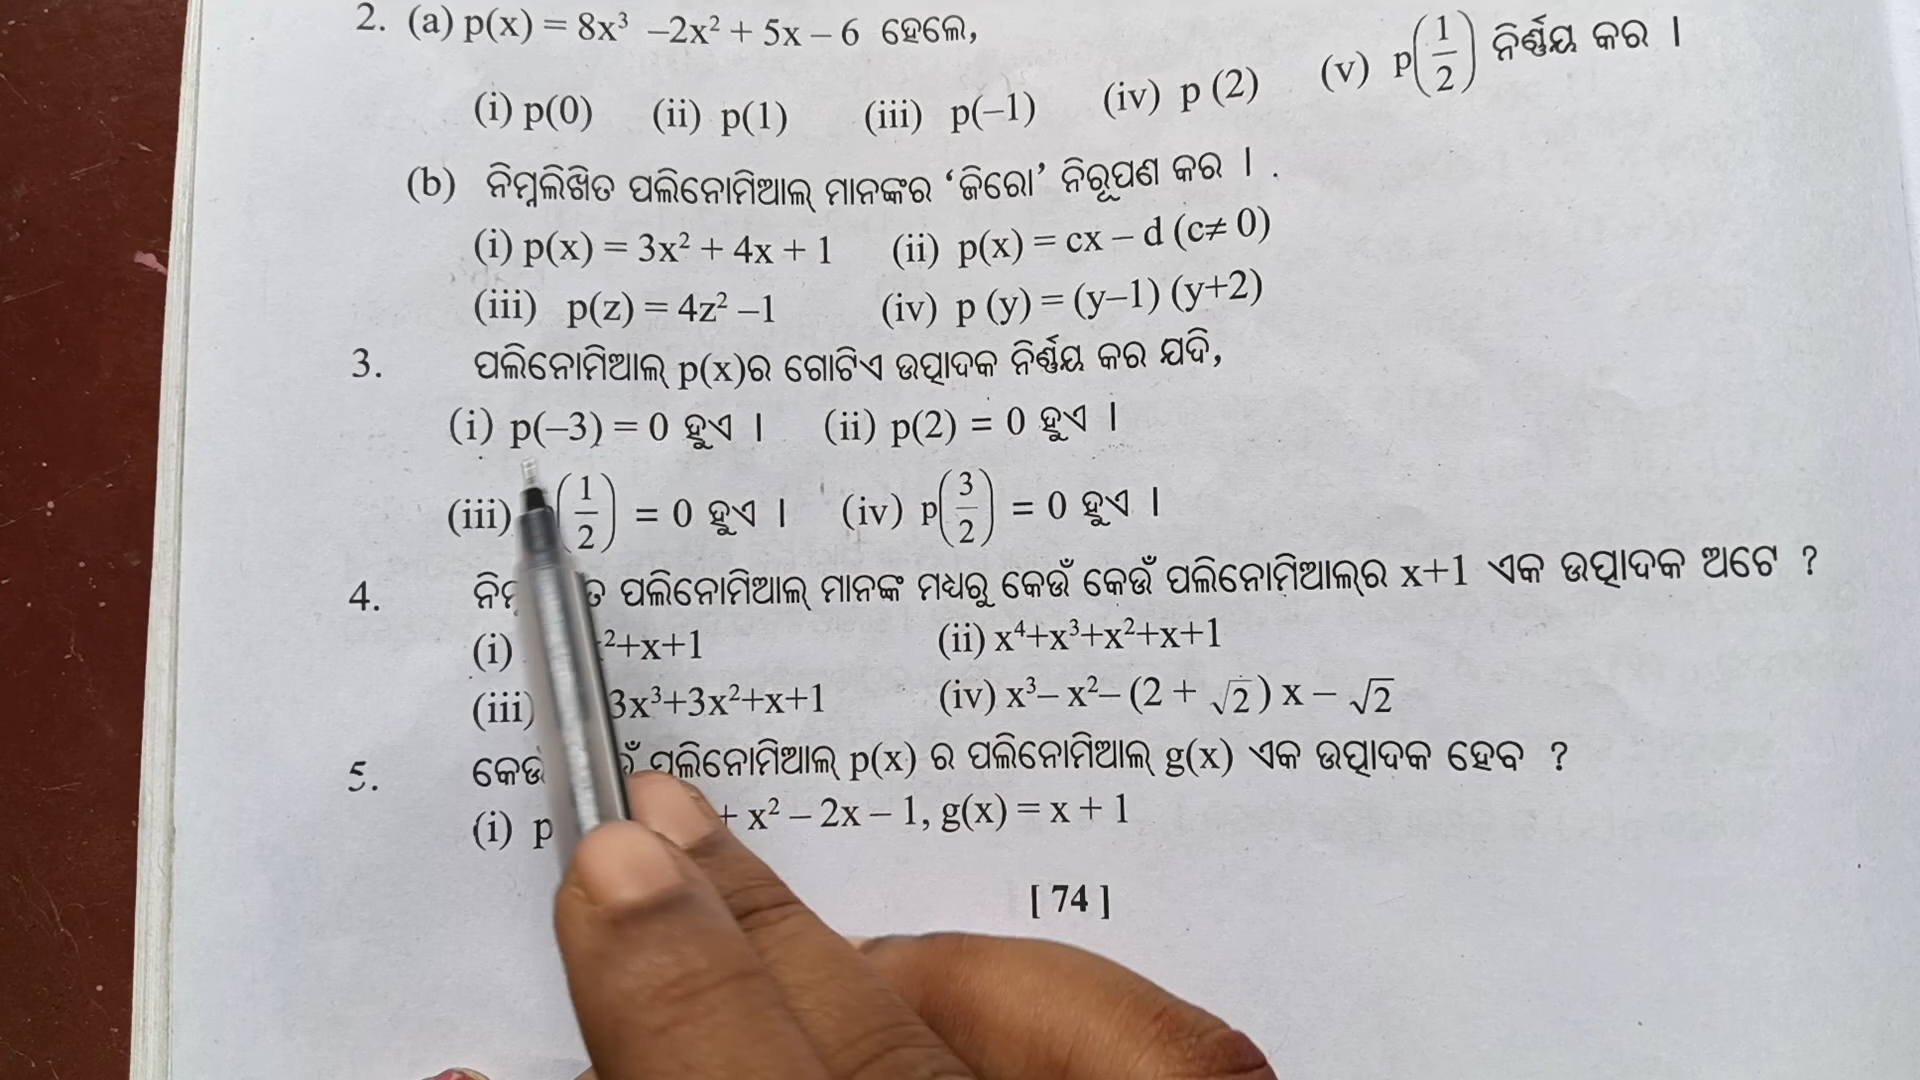 2. (a) p(x) = 8x³ –2x² + 5x – 6 ହେଲେ,
(i) p(0) (ii) p(1) (iii) p(–1) (iv) p (2) (v) p(1/2) ନିର୍ଣ୍ଣୟ କର ।
(b) ନିମ୍ନଲିଖିତ ପଲିନୋମିଆଲ୍ ମାନଙ୍କର ‘ଜିରୋ’ ନିରୂପଣ କର ।
(i) p(x) = 3x² + 4x + 1 (ii) p(x) = cx – d (c≠ 0)
(iii) p(z) = 4z² –1 (iv) p (y) = (y–1) (y+2)
3. ପଲିନୋମିଆଲ୍ p(x)ର ଗୋଟିଏ ଉତ୍ପାଦକ ନିର୍ଣ୍ଣୟ କର ଯଦି,
(i) p(–3) = 0 ହୁଏ । (ii) p(2) = 0 ହୁଏ ।
(iii) (1/2) = 0 ହୁଏ । (iv) p(3/2) = 0 ହୁଏ ।
4. ପଲିନୋମିଆଲ୍ ମାନଙ୍କ ମଧ୍ୟରୁ କେଉଁ କେଉଁ ପଲିନୋମିଆଲ୍‌ର x+1 ଏକ ଉତ୍ପାଦକ ଅଟେ ?
(i) ²+x+1 (ii) x⁴+x³+x²+x+1
(iii) 3x³+3x²+x+1 (iv) x³– x²– (2 + √2) x – √2
5. ପଲିନୋମିଆଲ୍ p(x) ର ପଲିନୋମିଆଲ୍ g(x) ଏକ ଉତ୍ପାଦକ ହେବ ?
(i) p + x² – 2x – 1, g(x) = x + 1
[ 74 ]